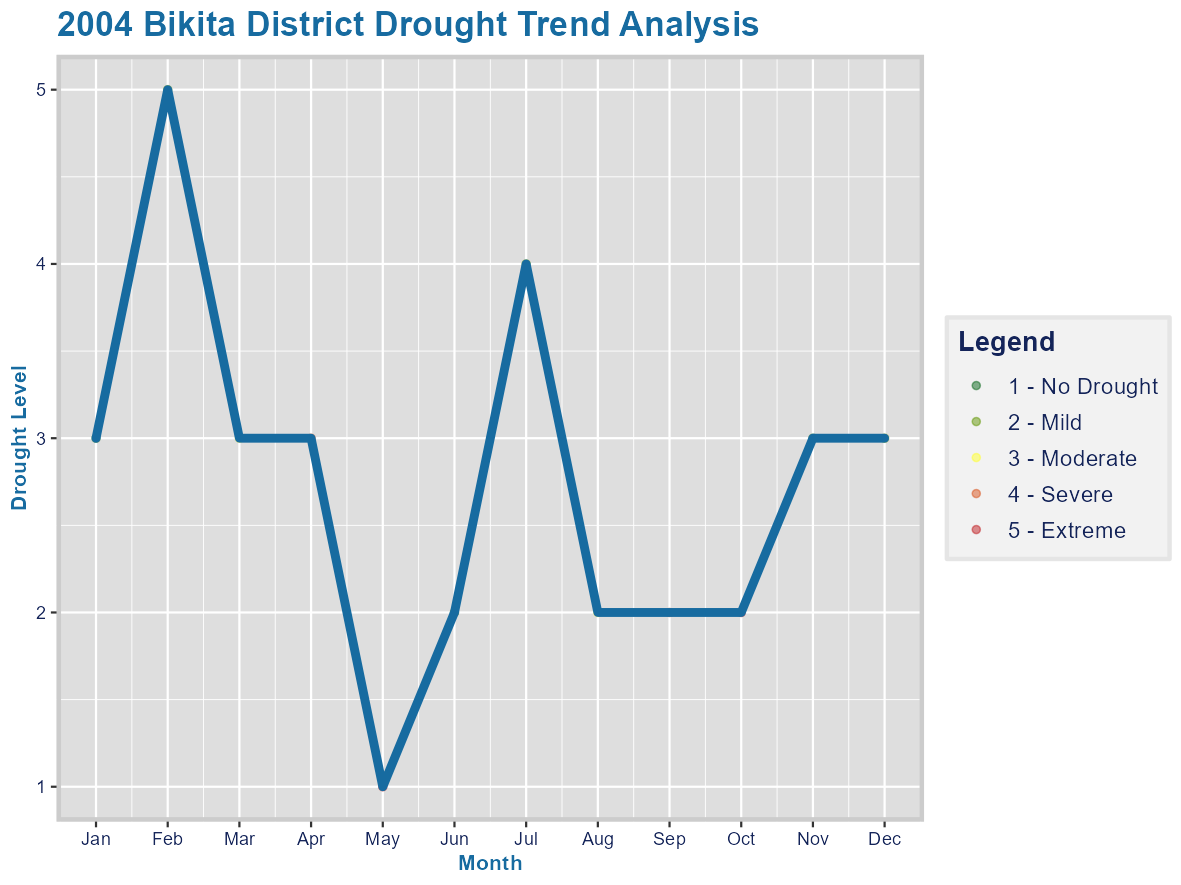 2004 Bikita District Drought Trend Analysis
Drought Level
5
4
3
2
1
Jan Feb Mar Apr May Jun Jul Aug Sep Oct Nov Dec
Month
Legend
1 - No Drought
2 - Mild
3 - Moderate
4 - Severe
5 - Extreme